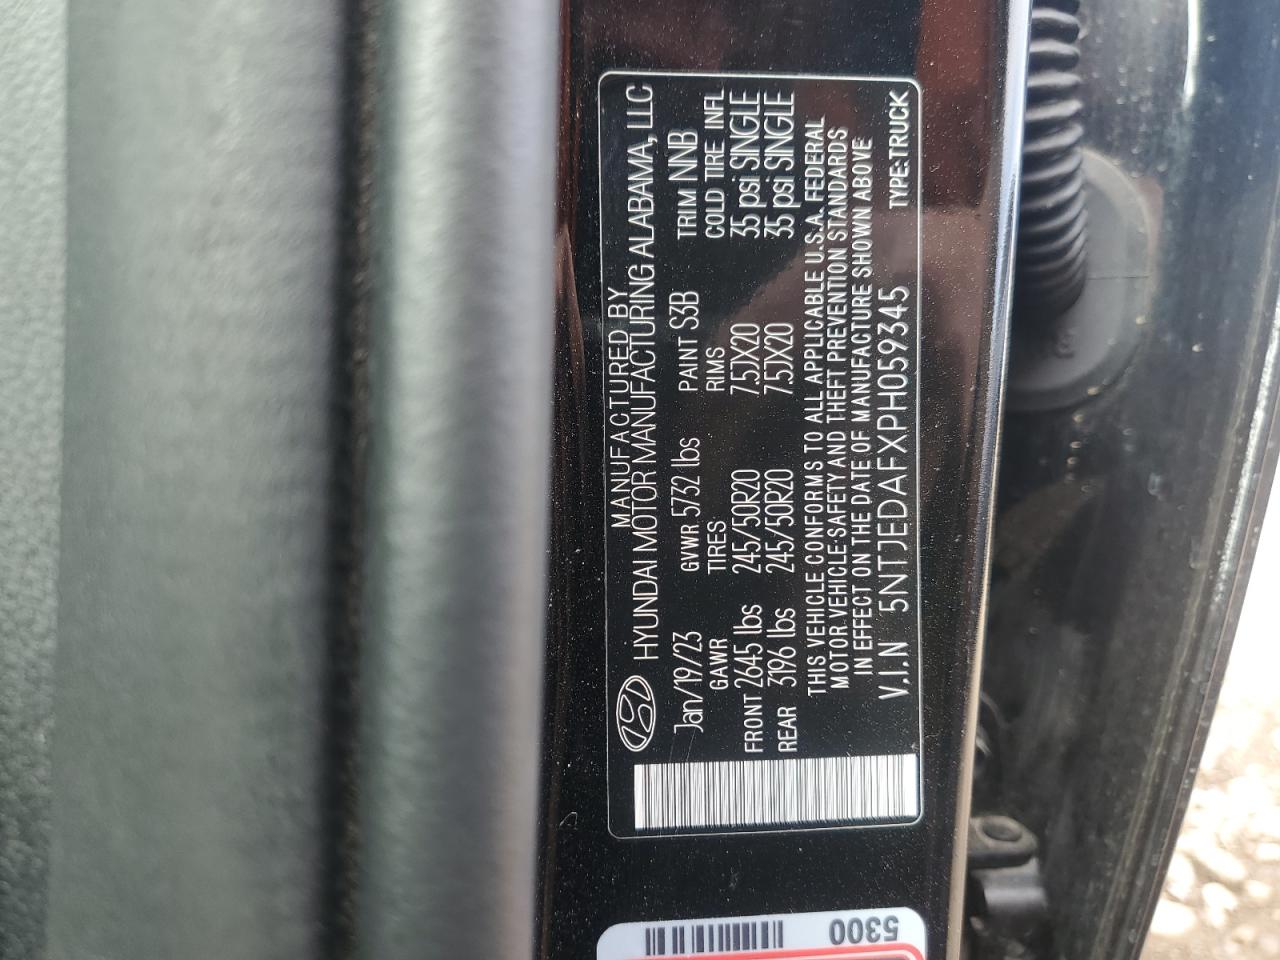 MANUFACTURED BY
HYUNDAI MOTOR MANUFACTURING ALABAMA, LLC
Jan/19/23 GVWR 5732 lbs PAINT S3B TRIM NNB
GAWR TIRES RIMS COLD TIRE INFL
FRONT 2645 lbs 245/50R20 7.5JX20 35 psi SINGLE
REAR 3196 lbs 245/50R20 7.5JX20 35 psi SINGLE
THIS VEHICLE CONFORMS TO ALL APPLICABLE U.S.A. FEDERAL
MOTOR VEHICLE SAFETY AND THEFT PREVENTION STANDARDS
IN EFFECT ON THE DATE OF MANUFACTURE SHOWN ABOVE
V.I.N 5NTJEDAFXPH059345 TYPE:TRUCK
5300